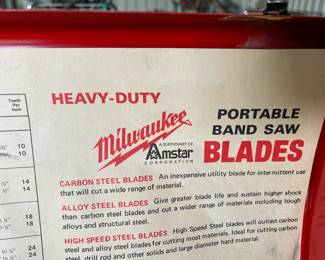 Teeth
Per
Inch
HEAVY-DUTY
Milwaukee
A SUBSIDIARY OF
Amstar
CORPORATION
PORTABLE
BAND SAW
BLADES
10
10
14
14
18
18
24
24
CARBON STEEL BLADES An inexpensive utility blade for intermittent use
that will cut a wide range of material.
ALLOY STEEL BLADES Give greater blade life and sustain higher shock
than carbon steel blades and cut a wider range of materials including tough
alloys and structural steel.
HIGH SPEED STEEL BLADES High Speed Steel blades will outlast carbon
steel and alloy steel blades for cutting most materials. Ideal for cutting carbon
steel, drill rod and other solids and large diameter hard material.